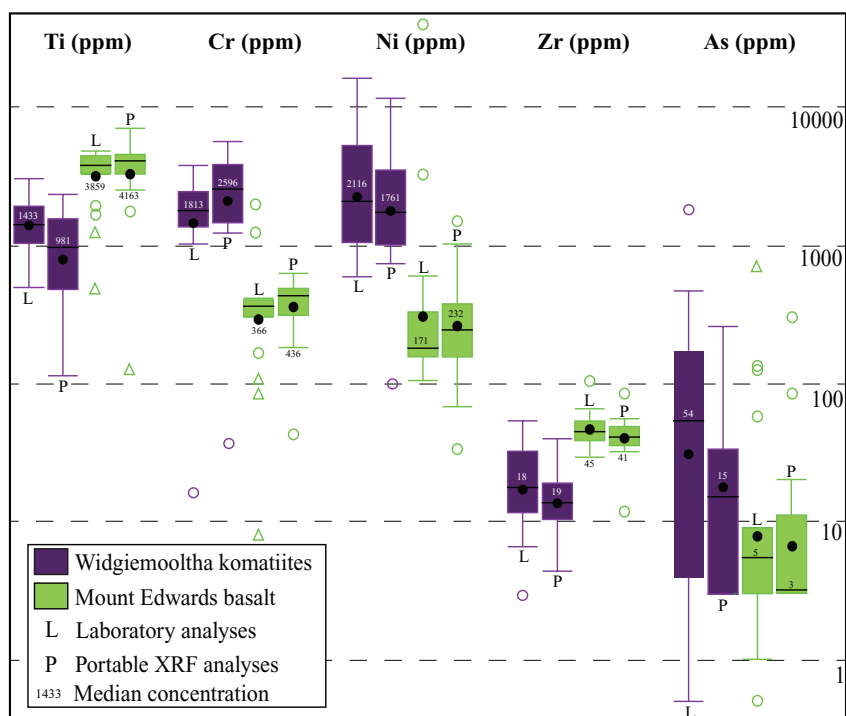 Ti (ppm) Cr (ppm) Ni (ppm) Zr (ppm) As (ppm)
10000
1000
100
10
1
L P
1433 981 3859 4163
L P
1813 2596 L P
L P 366 436
2116 1761 L P
L P 171 232
18 19 L P
L P 45 41
54 15 L P
L P 5 3
Widgiemooltha komatiites
Mount Edwards basalt
L Laboratory analyses
P Portable XRF analyses
1433 Median concentration